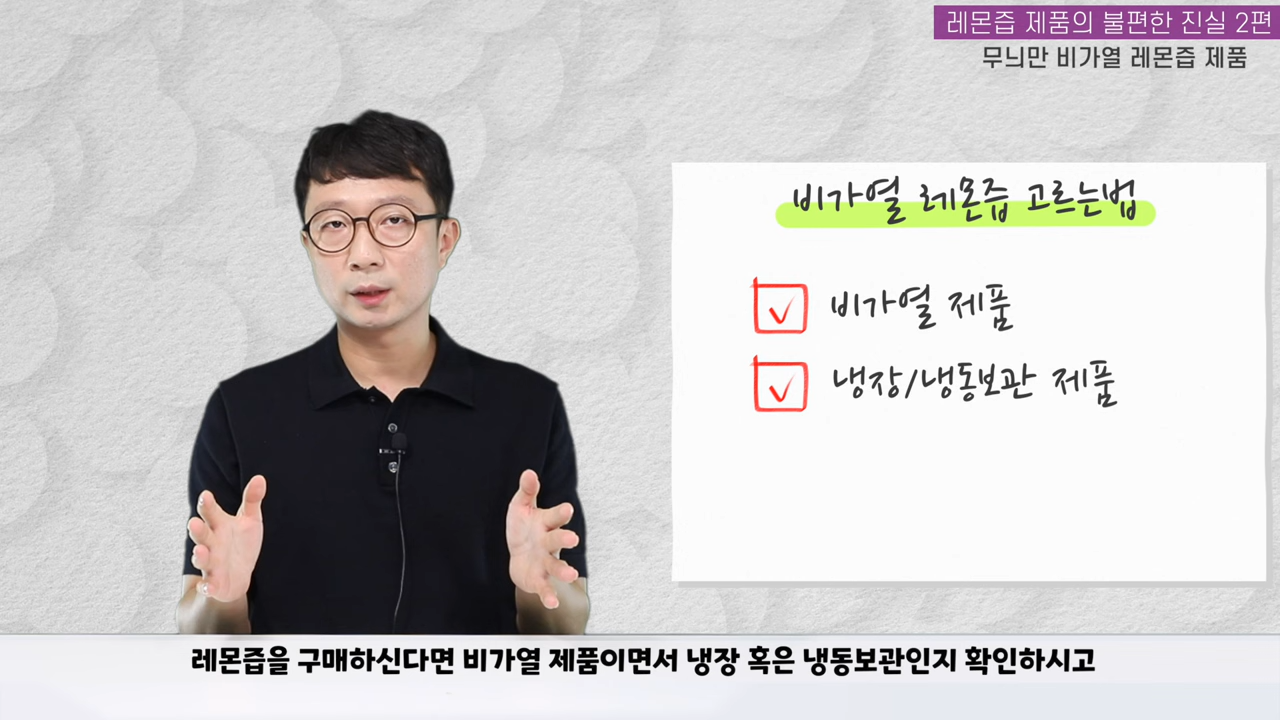 레몬즙 제품의 불편한 진실 2편
무늬만 비가열 레몬즙 제품
비가열 레몬즙 고르는법
비가열 제품
냉장/냉동보관 제품
레몬즙을 구매하신다면 비가열 제품이면서 냉장 혹은 냉동보관인지 확인하시고